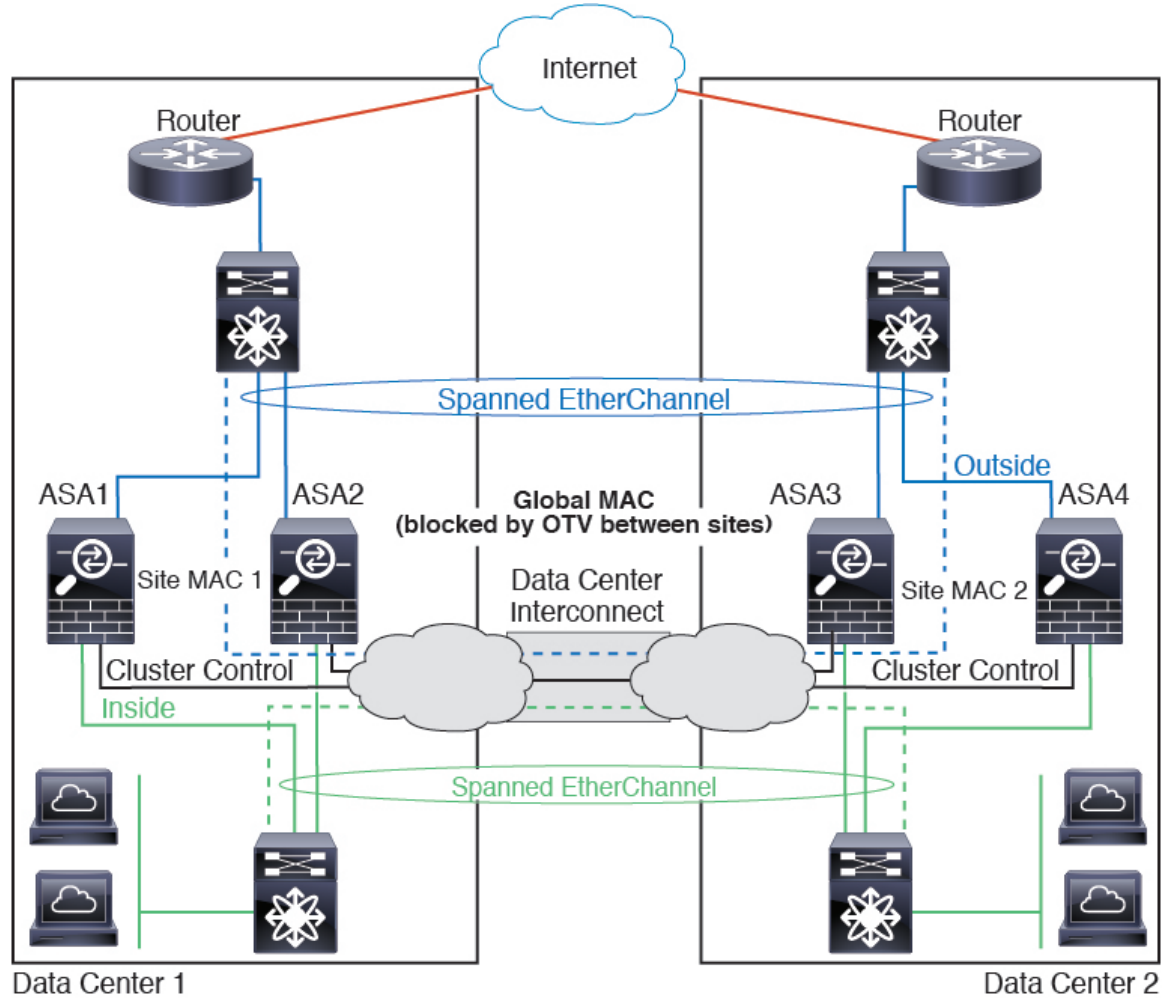 Internet
Router
Router
Spanned EtherChannel
Outside
ASA1
ASA2
Global MAC
(blocked by OTV between sites)
ASA3
ASA4
Site MAC 1
Data Center
Interconnect
Site MAC 2
Cluster Control
Cluster Control
Inside
Spanned EtherChannel
Data Center 1
Data Center 2